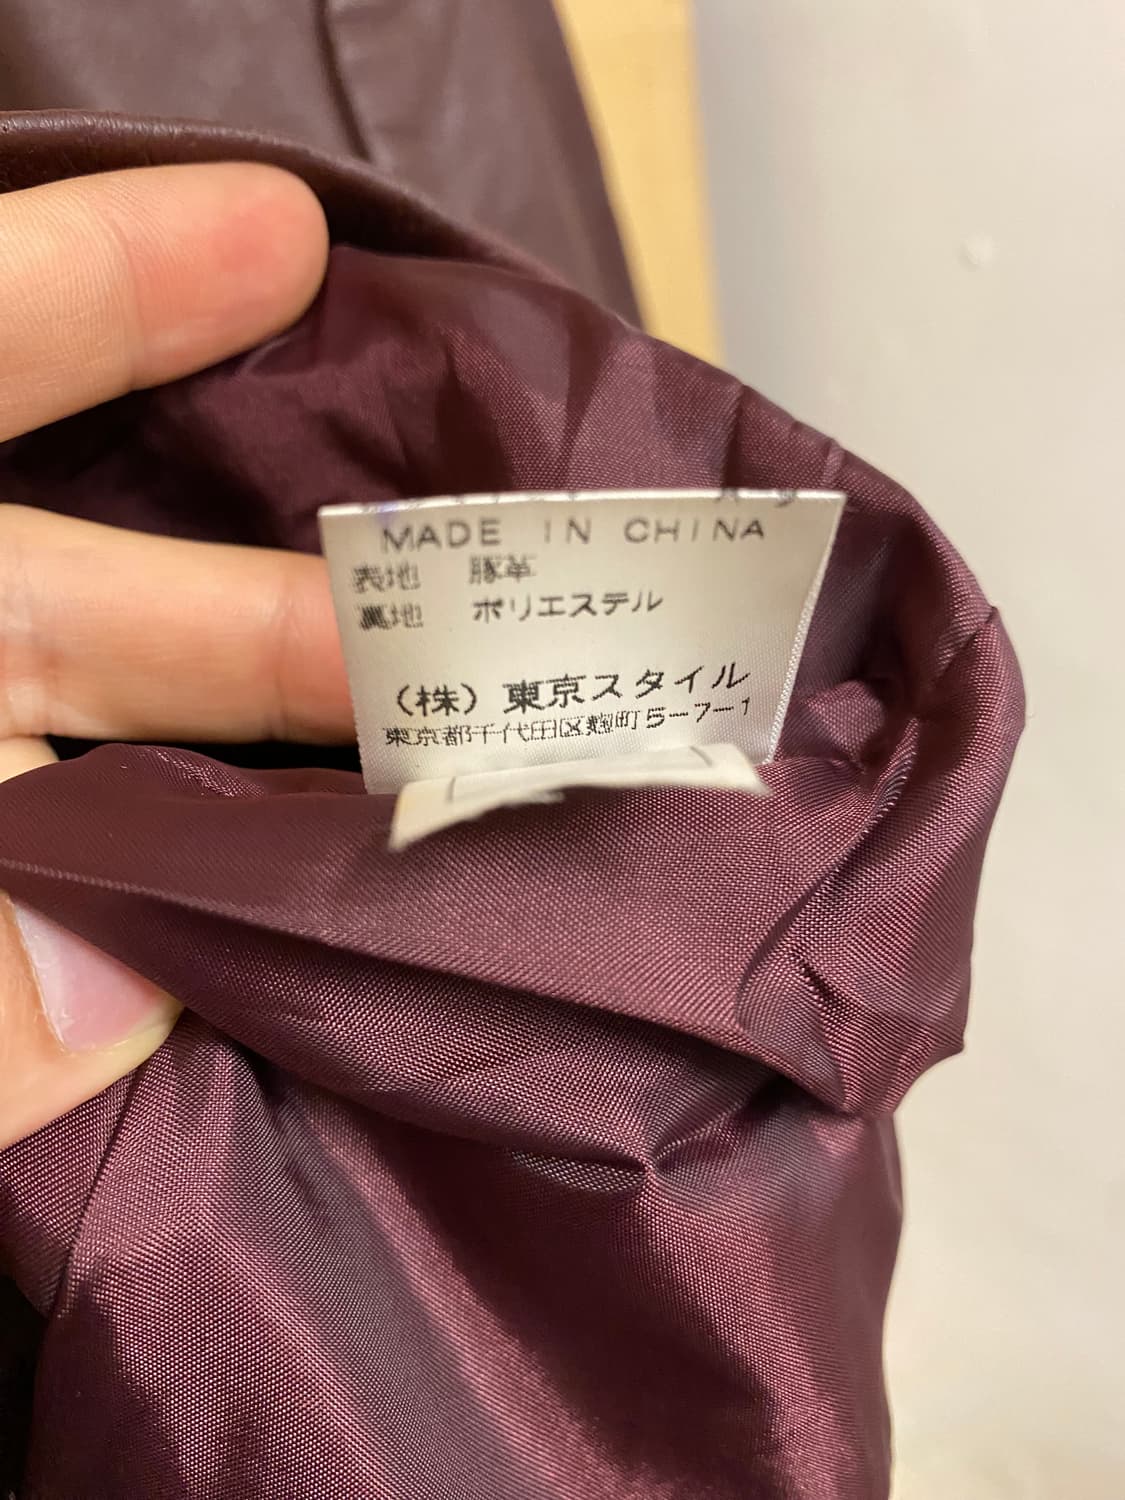 MADE IN CHINA
表地 豚革
裏地 ポリエステル
（株）東京スタイル
東京都千代田区麹町5-7-1